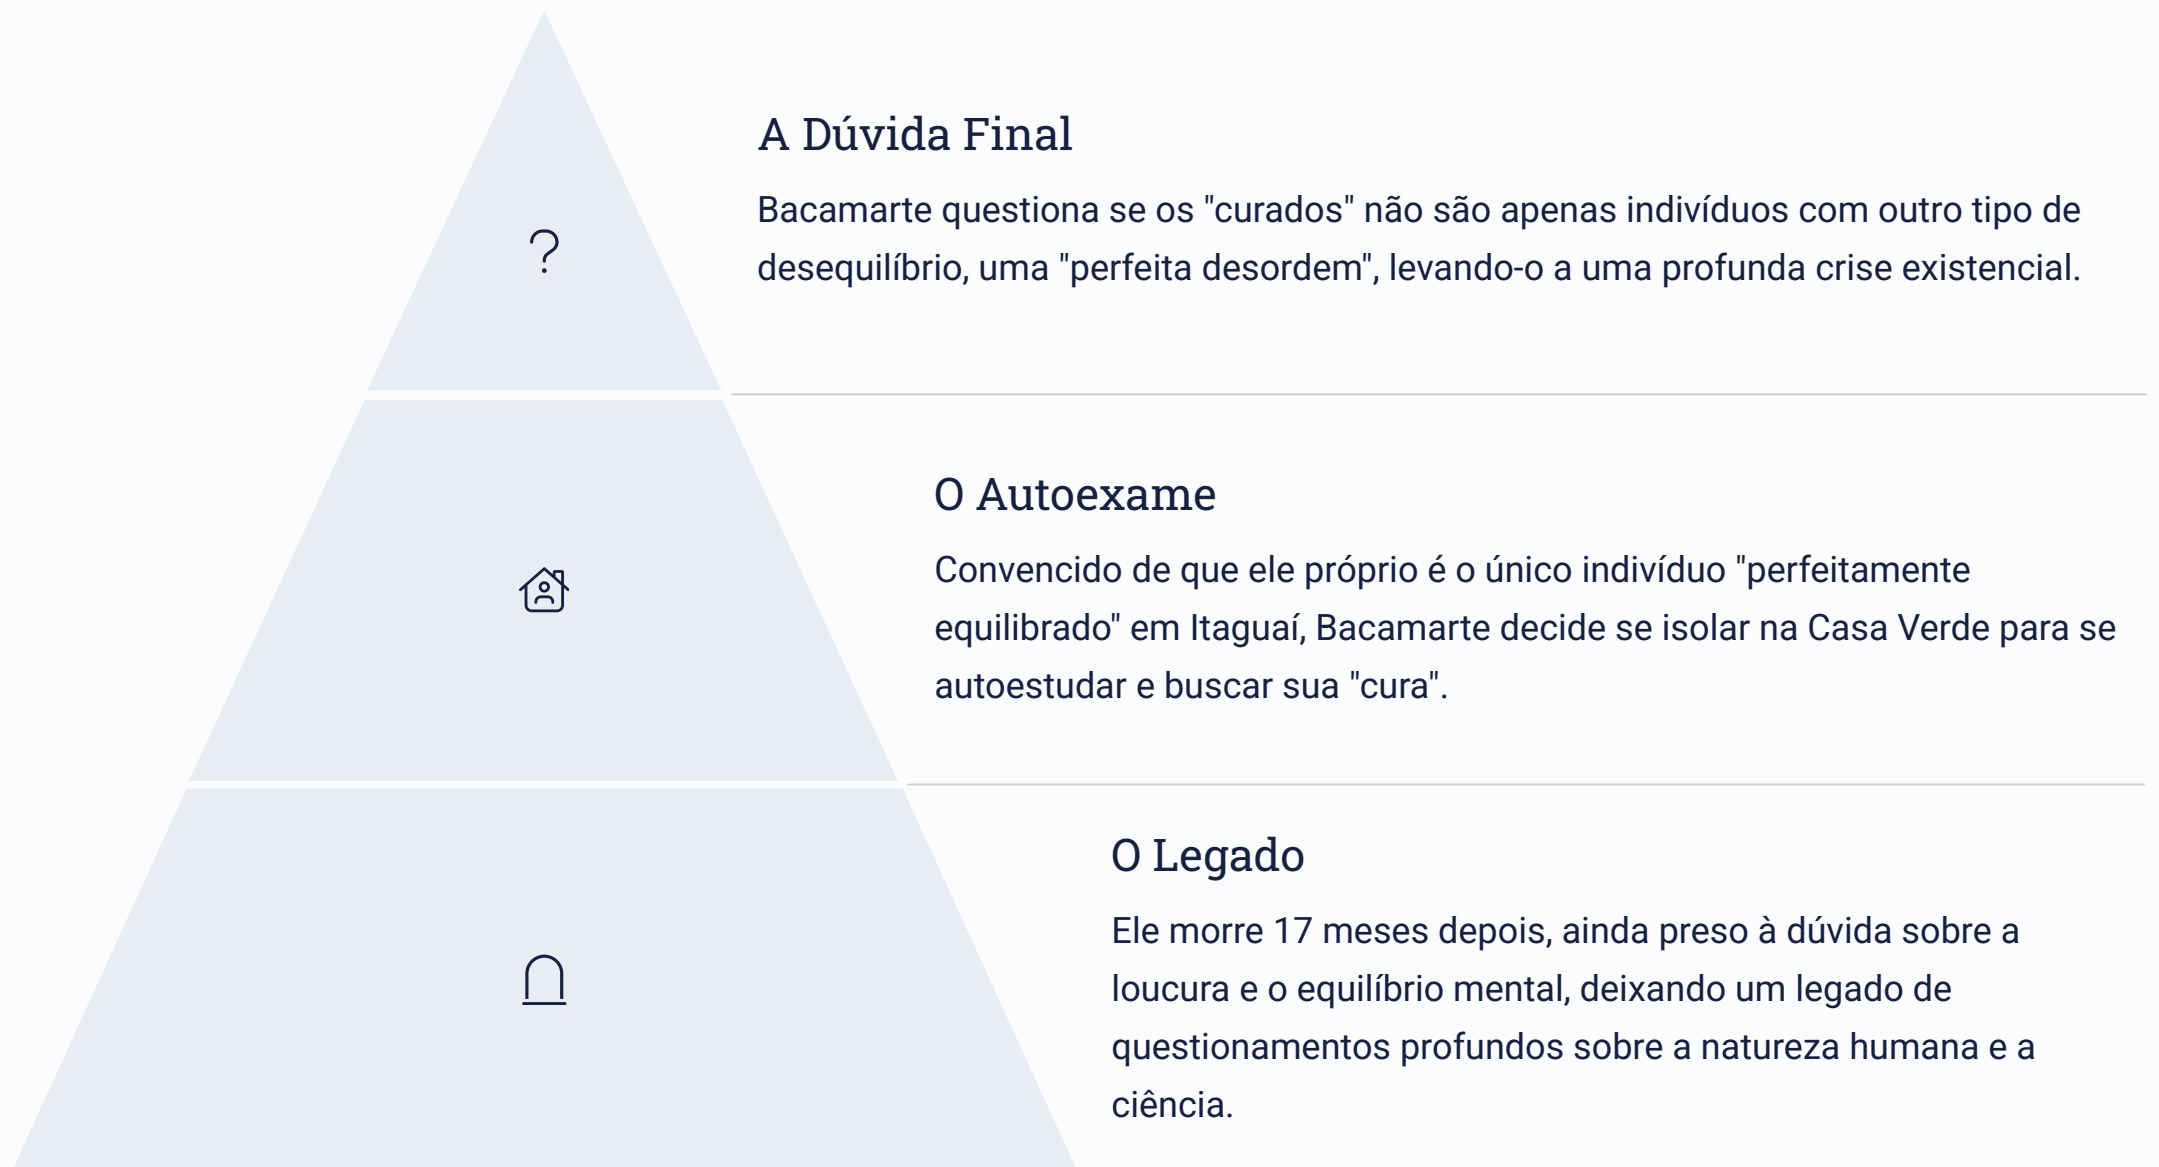 A Dúvida Final
Bacamarte questiona se os "curados" não são apenas indivíduos com outro tipo de
desequilíbrio, uma "perfeita desordem", levando-o a uma profunda crise existencial.
?
O Autoexame
Convencido de que ele próprio é o único indivíduo "perfeitamente
equilibrado" em Itaguaí, Bacamarte decide se isolar na Casa Verde para se
autoestudar e buscar sua "cura".
O Legado
Ele morre 17 meses depois, ainda preso à dúvida sobre a
loucura e o equilíbrio mental, deixando um legado de
questionamentos profundos sobre a natureza humana e a
ciência.